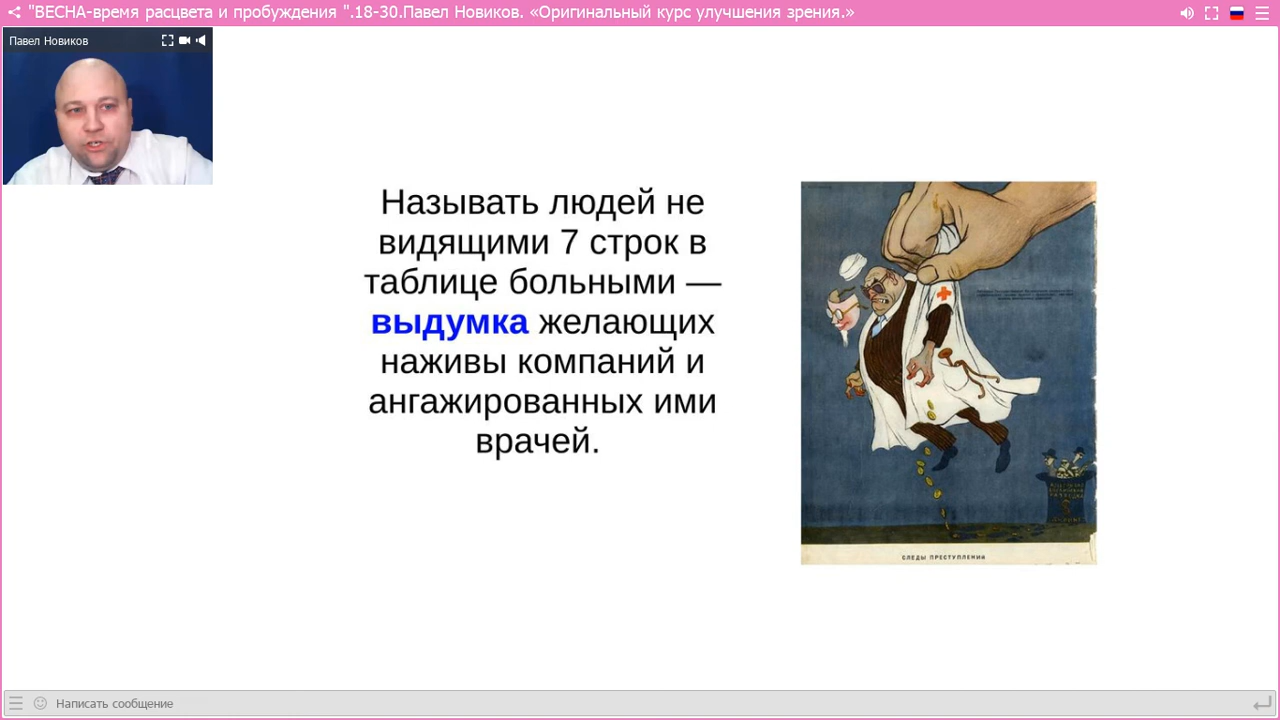 "ВЕСНА-время расцвета и пробуждения ".18-30.Павел Новиков. «Оригинальный курс улучшения зрения.»
Павел Новиков
Называть людей не
видящими 7 строк в
таблице больными —
выдумка желающих
наживы компаний и
ангажированных ими
врачей.
СЛЕДЫ ПРЕСТУПЛЕНИЯ
Написать сообщение